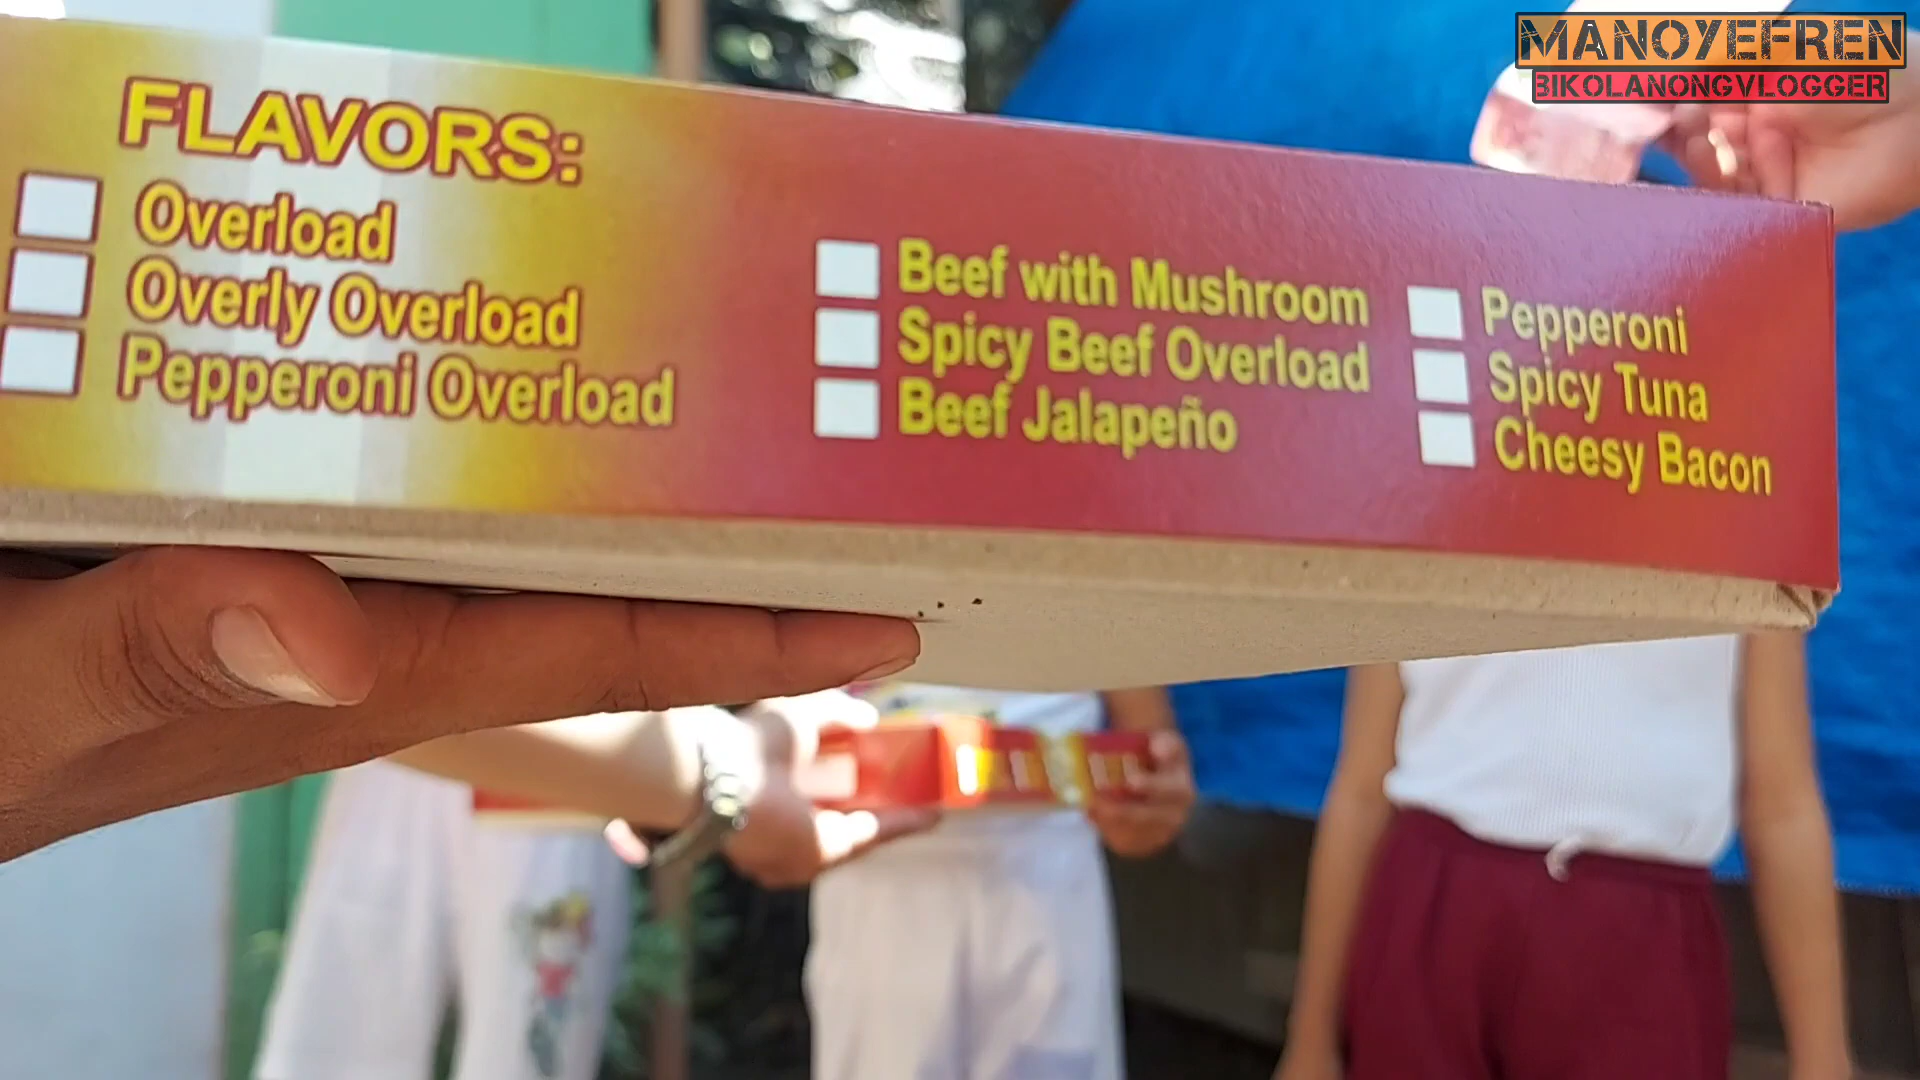 MANOYEFREN
BIKOLANONGVLOGGER
FLAVORS:
Overload
Overly Overload
Pepperoni Overload
Beef with Mushroom
Spicy Beef Overload
Beef Jalapeño
Pepperoni
Spicy Tuna
Cheesy Bacon